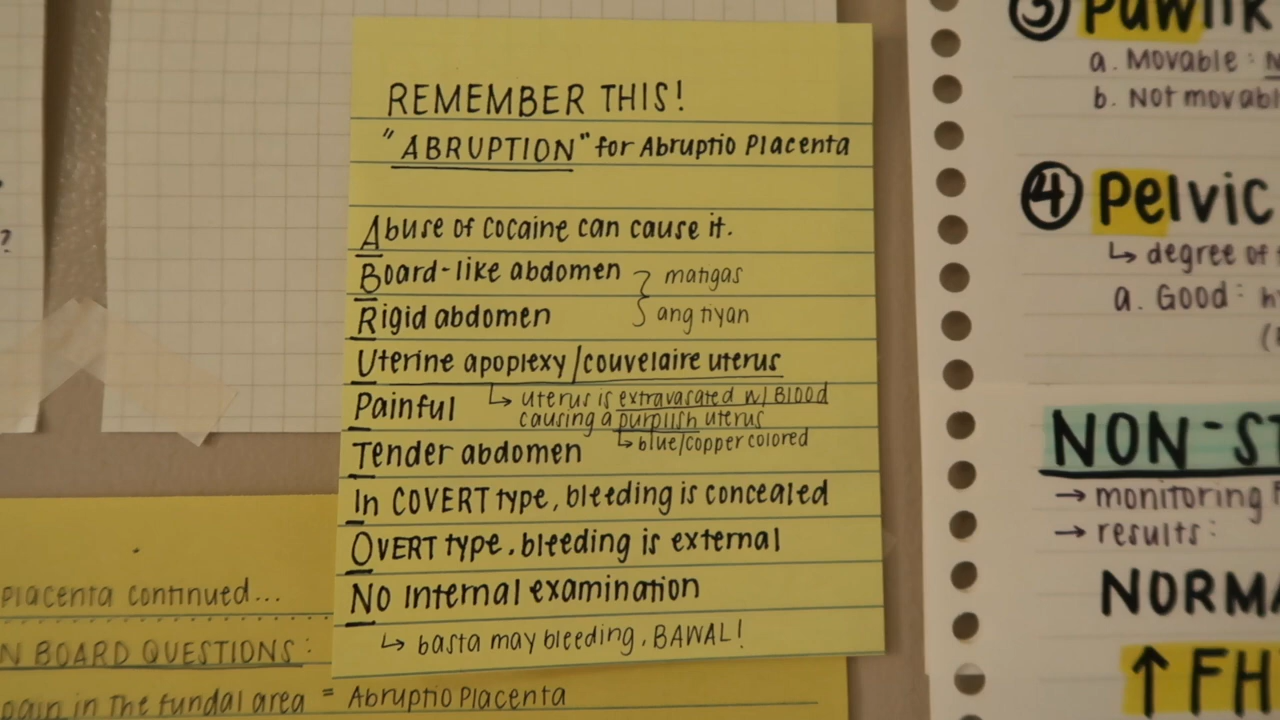 REMEMBER THIS!
"ABRUPTION" for Abruptio Placenta
Abuse of cocaine can cause it.
Board-like abdomen } matigas
Rigid abdomen } ang tiyan
Uterine apoplexy/couvelaire uterus
↳ uterus is extravasated w/ BLOOD
causing a purplish uterus
↳ blue/copper colored
Painful
Tender abdomen
In COVERT type, bleeding is concealed
OVERT type, bleeding is external
No Internal examination
↳ basta may bleeding, BAWAL!
?
Placenta continued...
N BOARD QUESTIONS:
pain in the fundal area = Abruptio Placenta
③ Pawlik
a. Movable : N
b. Not movabl
④ Pelvic
↳ degree of
a. Good :
NON-ST
→ monitoring F
→ results:
NORMA
↑ FH